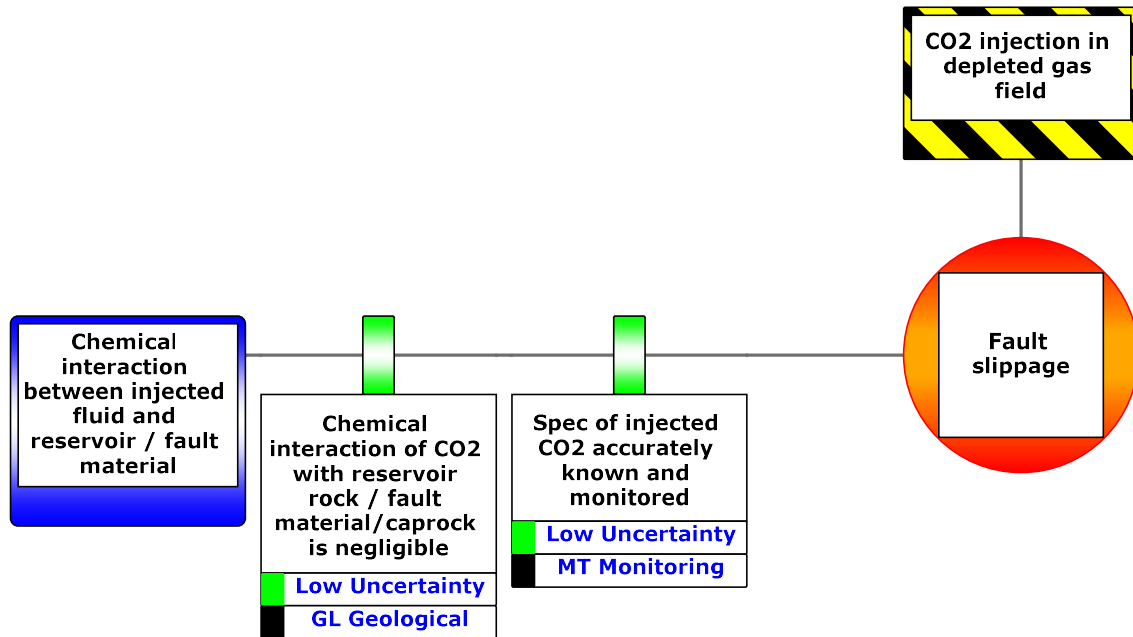 CO2 injection in
depleted gas
field
Fault
slippage
Chemical
interaction
between injected
fluid and
reservoir / fault
material
Chemical
interaction of CO2
with reservoir
rock / fault
material/caprock
is negligible
Low Uncertainty
GL Geological
Spec of injected
CO2 accurately
known and
monitored
Low Uncertainty
MT Monitoring